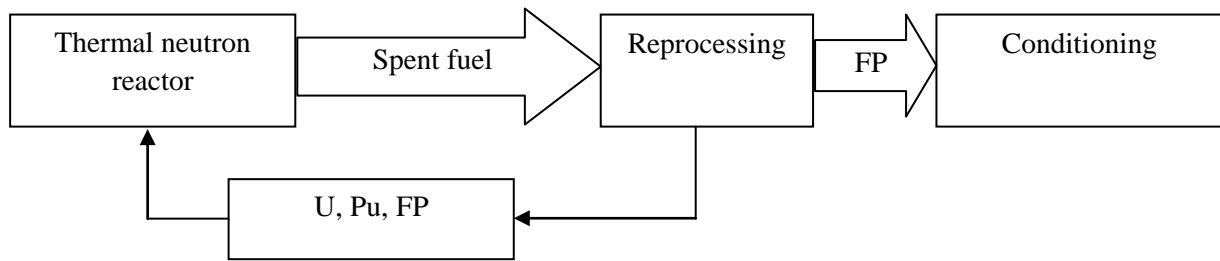 Thermal neutron
reactor
Spent fuel
Reprocessing
FP
Conditioning
U, Pu, FP